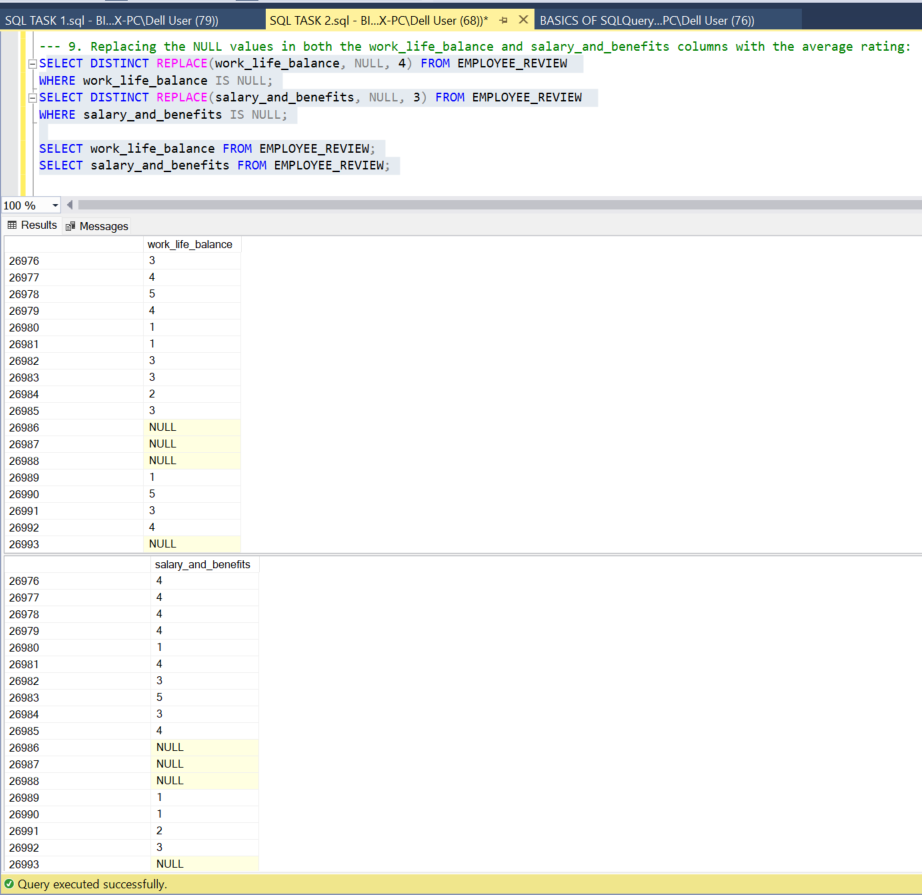 SQL TASK 1.sql - BI...X-PC\Dell User (79))
SQL TASK 2.sql - BI...X-PC\Dell User (68))*
BASICS OF SQLQuery...PC\Dell User (76))
--- 9. Replacing the NULL values in both the work_life_balance and salary_and_benefits columns with the average rating:
SELECT DISTINCT REPLACE(work_life_balance, NULL, 4) FROM EMPLOYEE_REVIEW
WHERE work_life_balance IS NULL;
SELECT DISTINCT REPLACE(salary_and_benefits, NULL, 3) FROM EMPLOYEE_REVIEW
WHERE salary_and_benefits IS NULL;
SELECT work_life_balance FROM EMPLOYEE_REVIEW;
SELECT salary_and_benefits FROM EMPLOYEE_REVIEW;
100 %
Results Messages
work_life_balance
26976 3
26977 4
26978 5
26979 4
26980 1
26981 1
26982 3
26983 3
26984 2
26985 3
26986 NULL
26987 NULL
26988 NULL
26989 1
26990 5
26991 3
26992 4
26993 NULL
salary_and_benefits
26976 4
26977 4
26978 4
26979 4
26980 1
26981 4
26982 3
26983 5
26984 3
26985 4
26986 NULL
26987 NULL
26988 NULL
26989 1
26990 1
26991 2
26992 3
26993 NULL
Query executed successfully.